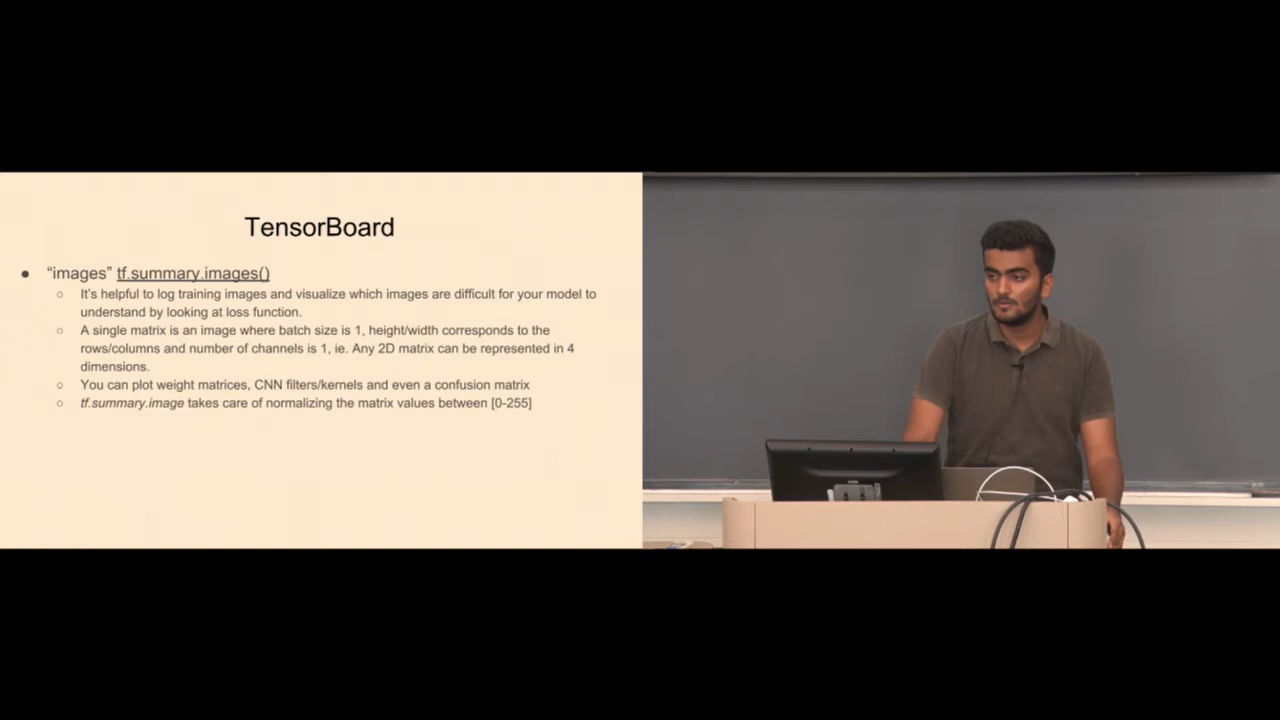 TensorBoard
● “images” tf.summary.images()
○ It’s helpful to log training images and visualize which images are difficult for your model to
understand by looking at loss function.
○ A single matrix is an image where batch size is 1, height/width corresponds to the
rows/columns and number of channels is 1, ie. Any 2D matrix can be represented in 4
dimensions.
○ You can plot weight matrices, CNN filters/kernels and even a confusion matrix
○ tf.summary.image takes care of normalizing the matrix values between [0-255]